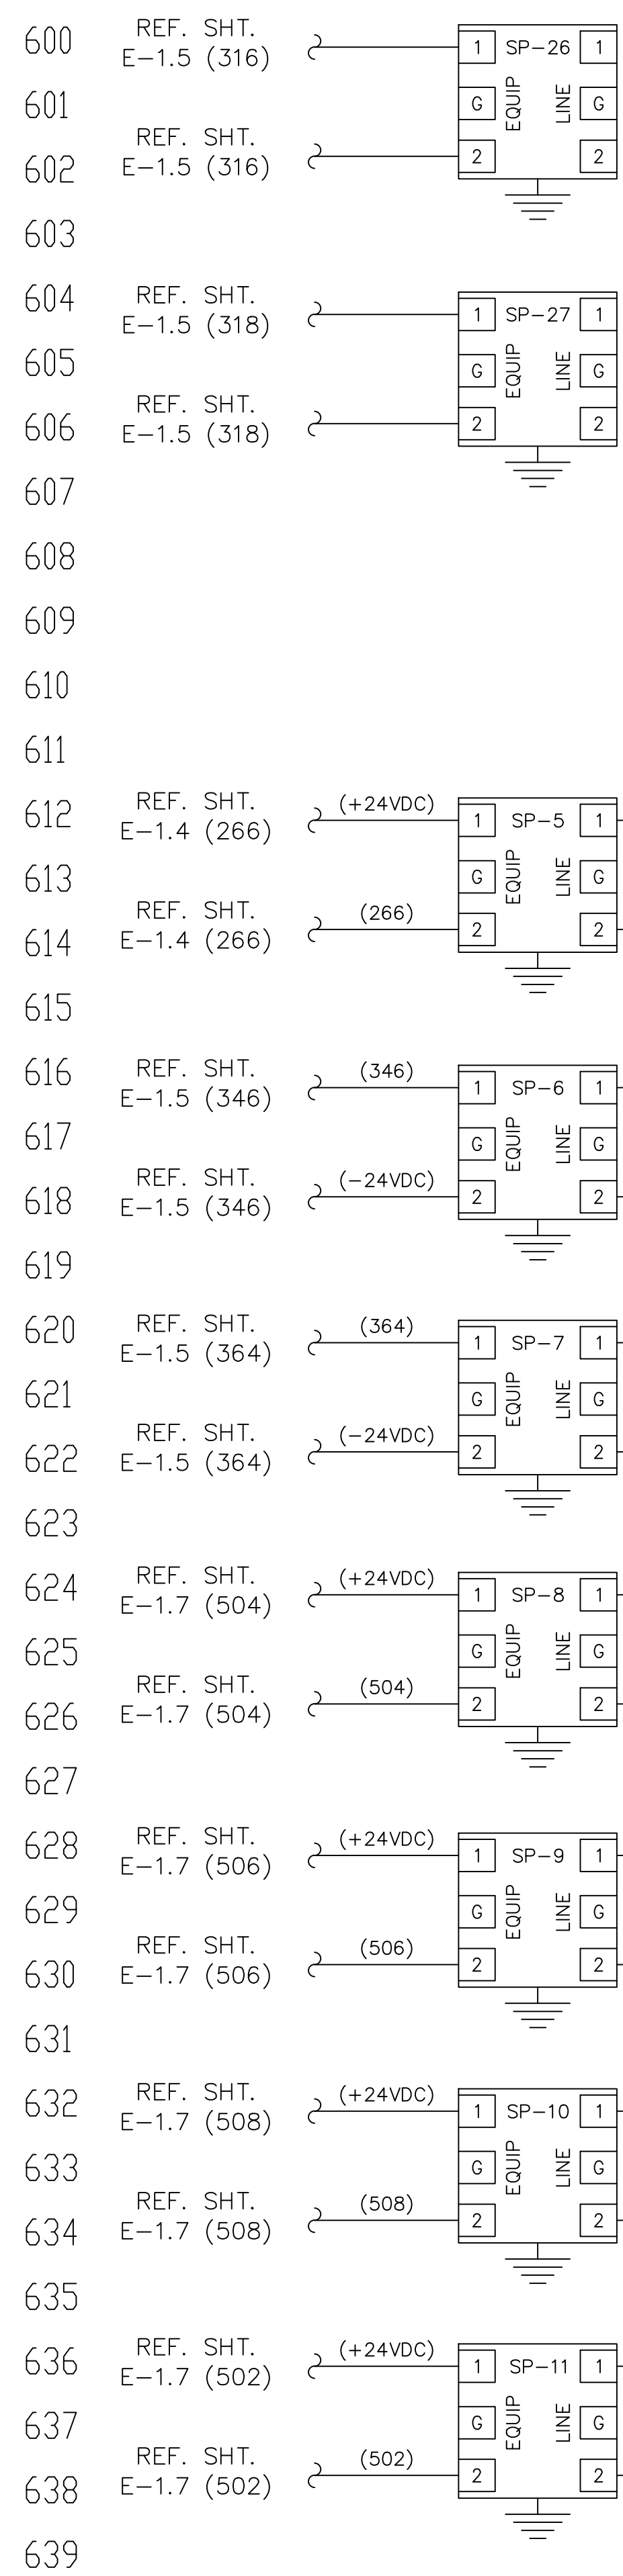 600 REF. SHT.
E-1.5 (316) 1 SP-26 1
601 G EQUIP LINE G
602 REF. SHT.
E-1.5 (316) 2 2
603
604 REF. SHT.
E-1.5 (318) 1 SP-27 1
605 G EQUIP LINE G
606 REF. SHT.
E-1.5 (318) 2 2
607
608
609
610
611
612 REF. SHT. (+24VDC)
E-1.4 (266) 1 SP-5 1
613 G EQUIP LINE G
614 REF. SHT. (266)
E-1.4 (266) 2 2
615
616 REF. SHT. (346)
E-1.5 (346) 1 SP-6 1
617 G EQUIP LINE G
618 REF. SHT. (-24VDC)
E-1.5 (346) 2 2
619
620 REF. SHT. (364)
E-1.5 (364) 1 SP-7 1
621 G EQUIP LINE G
622 REF. SHT. (-24VDC)
E-1.5 (364) 2 2
623
624 REF. SHT. (+24VDC)
E-1.7 (504) 1 SP-8 1
625 G EQUIP LINE G
626 REF. SHT. (504)
E-1.7 (504) 2 2
627
628 REF. SHT. (+24VDC)
E-1.7 (506) 1 SP-9 1
629 G EQUIP LINE G
630 REF. SHT. (506)
E-1.7 (506) 2 2
631
632 REF. SHT. (+24VDC)
E-1.7 (508) 1 SP-10 1
633 G EQUIP LINE G
634 REF. SHT. (508)
E-1.7 (508) 2 2
635
636 REF. SHT. (+24VDC)
E-1.7 (502) 1 SP-11 1
637 G EQUIP LINE G
638 REF. SHT. (502)
E-1.7 (502) 2 2
639